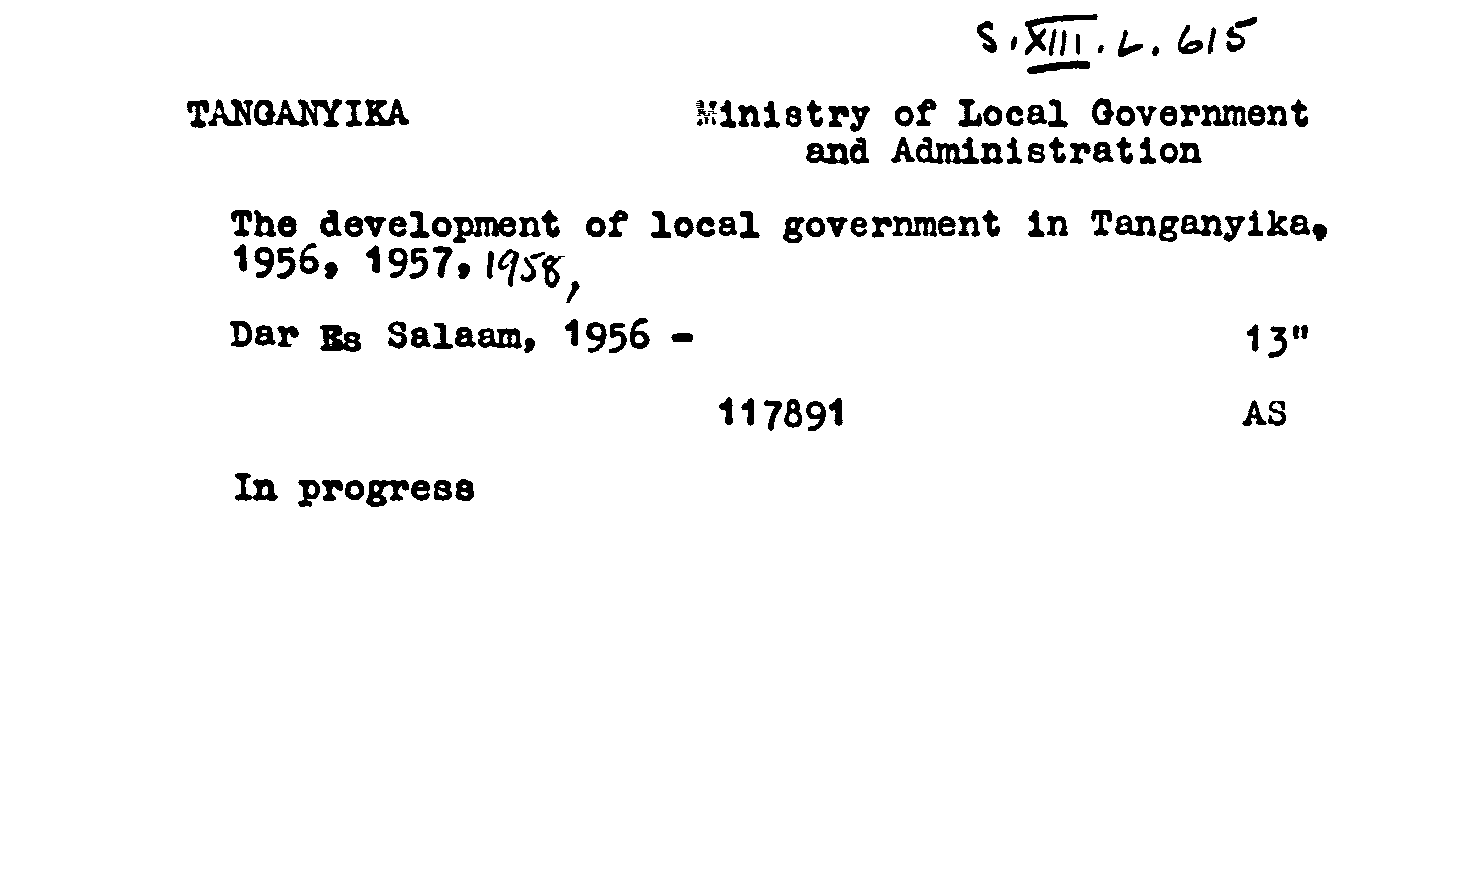 S.XIII.L.615
TANGANYIKA Ministry of Local Government
and Administration
The development of local government in Tanganyika,
1956, 1957, 1958,
Dar Es Salaam, 1956 - 13"
117891 AS
In progress